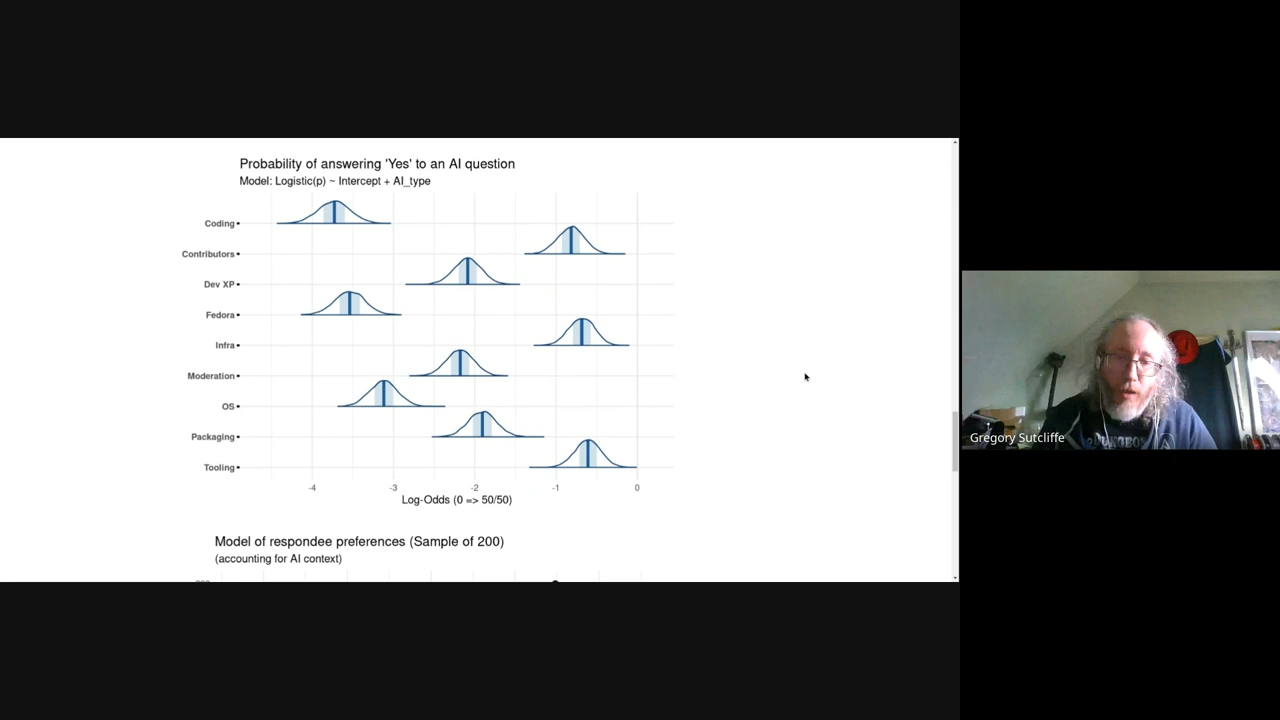 Probability of answering 'Yes' to an AI question
Model: Logistic(p) ~ Intercept + AI_type
Coding
Contributors
Dev XP
Fedora
Infra
Moderation
OS
Packaging
Tooling
-4 -3 -2 -1 0
Log-Odds (0 => 50/50)
Model of respondee preferences (Sample of 200)
(accounting for AI context)
Gregory Sutcliffe